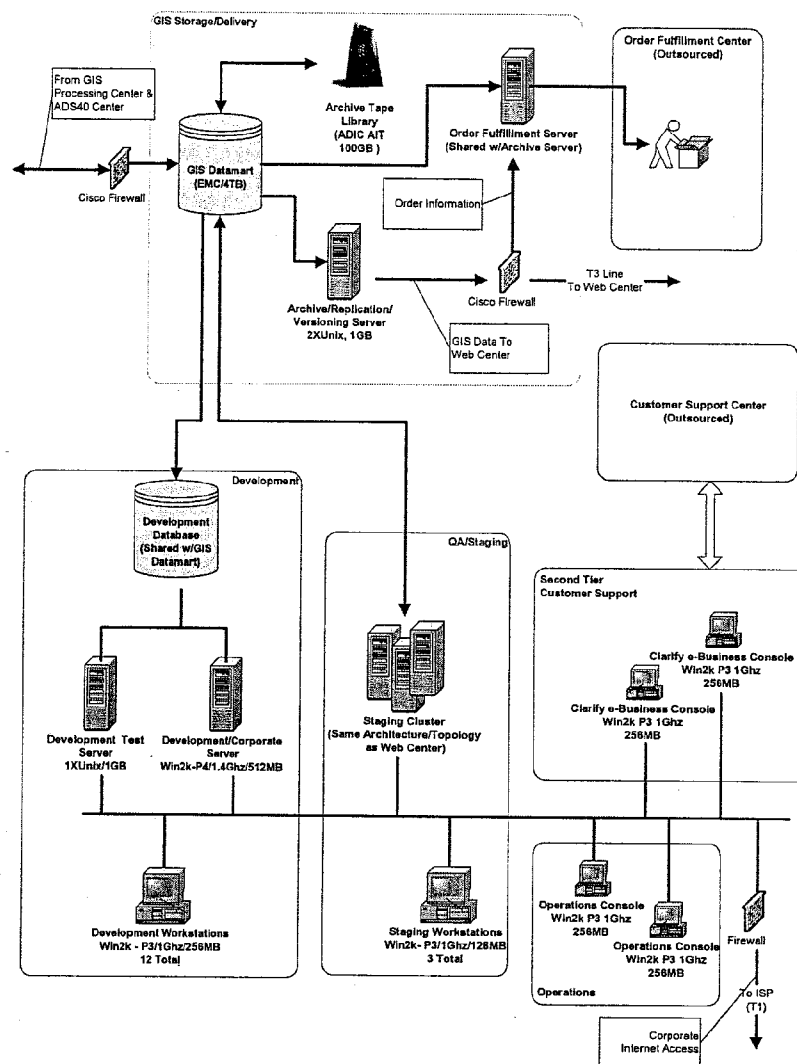 GIS Storage/Delivery
From GIS
Processing Center &
ADS40 Center
Cisco Firewall
GIS Datamart
(EMC/4TB)
Archive Tape
Library
(ADIC AIT
100GB )
Order Fulfillment Server
(Shared w/Archive Server)
Order Fulfillment Center
(Outsourced)
Order Information
Archive/Replication/
Versioning Server
2XUnix, 1GB
Cisco Firewall
T3 Line
To Web Center
GIS Data To
Web Center
Customer Support Center
(Outsourced)
Development
Development
Database
(Shared w/GIS
Datamart)
QA/Staging
Second Tier
Customer Support
Clarify e-Business Console
Win2k P3 1Ghz
256MB
Clarify e-Business Console
Win2k P3 1Ghz
256MB
Development Test
Server
1XUnix/1GB
Development/Corporate
Server
Win2k-P4/1.4Ghz/512MB
Staging Cluster
(Same Architecture/Topology
as Web Center)
Development Workstations
Win2k - P3/1Ghz/256MB
12 Total
Staging Workstations
Win2k- P3/1Ghz/128MB
3 Total
Operations Console
Win2k P3 1Ghz
256MB
Operations Console
Win2k P3 1Ghz
256MB
Operations
Firewall
To ISP
(T1)
Corporate
Internet Access